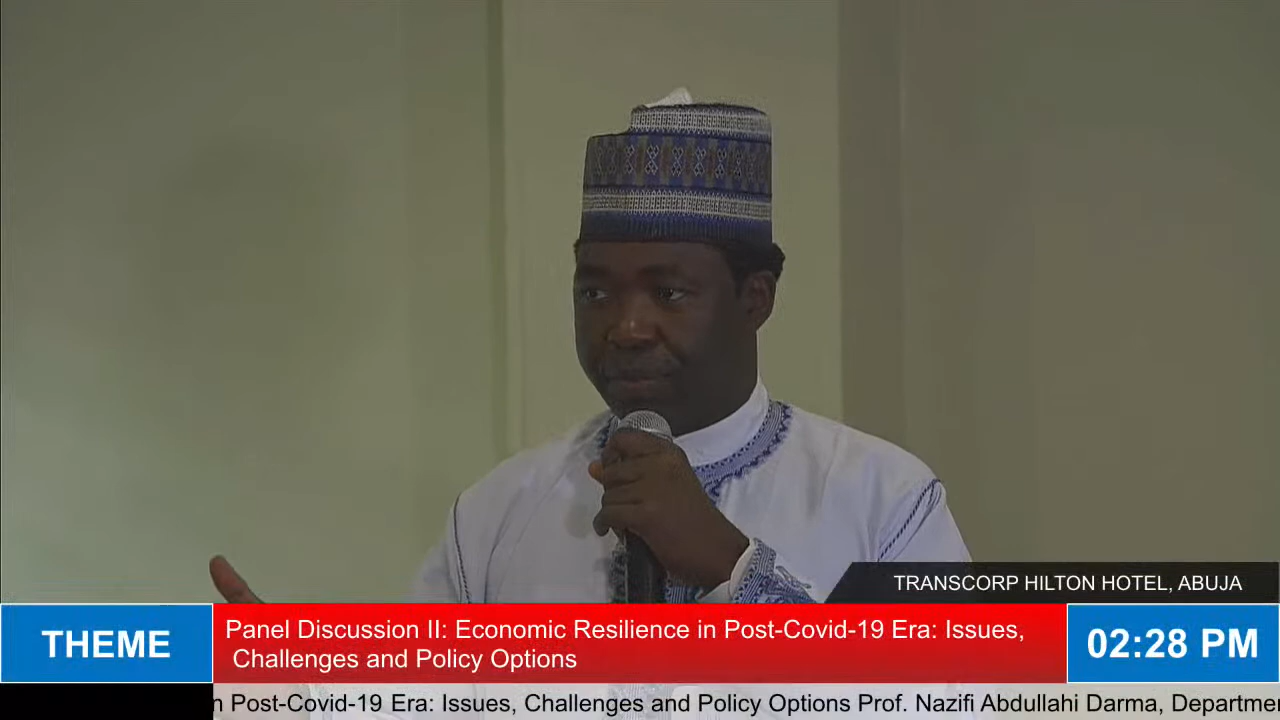 TRANSCORP HILTON HOTEL, ABUJA
THEME
Panel Discussion II: Economic Resilience in Post-Covid-19 Era: Issues,
Challenges and Policy Options
02:28 PM
Post-Covid-19 Era: Issues, Challenges and Policy Options Prof. Nazifi Abdullahi Darma,